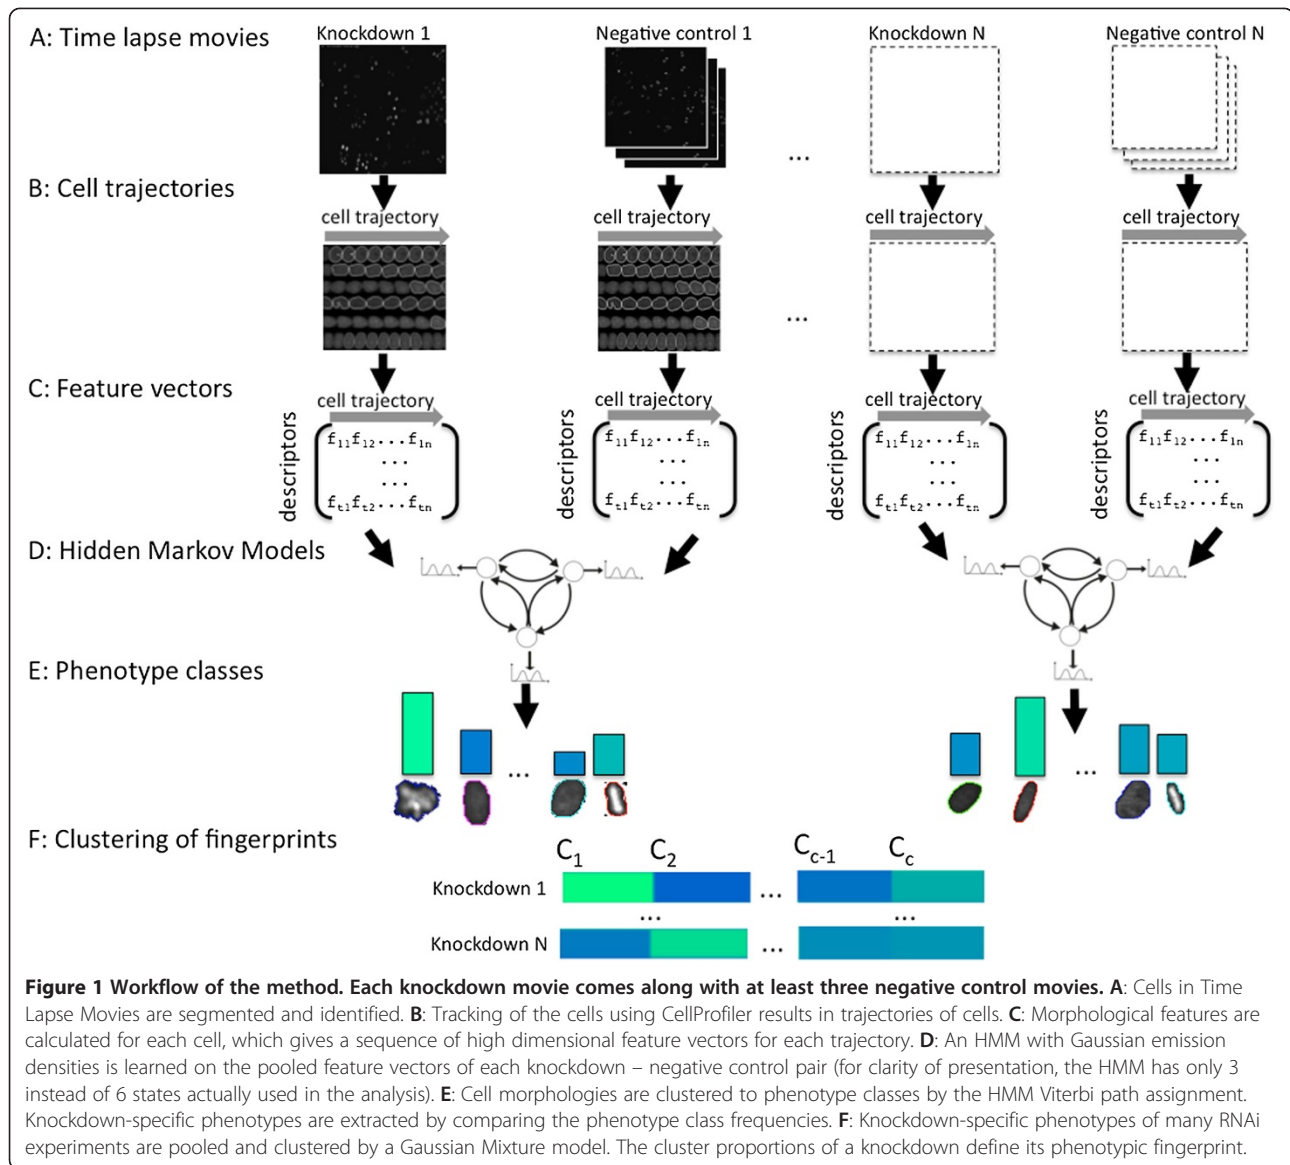 A: Time lapse movies
Knockdown 1
Negative control 1
Knockdown N
Negative control N
...
B: Cell trajectories
cell trajectory
cell trajectory
cell trajectory
cell trajectory
...
C: Feature vectors
cell trajectory
cell trajectory
cell trajectory
cell trajectory
descriptors
f11f12...f1n
...
...
ft1ft2...ftn
descriptors
f11f12...f1n
...
...
ft1ft2...ftn
descriptors
f11f12...f1n
...
...
ft1ft2...ftn
descriptors
f11f12...f1n
...
...
ft1ft2...ftn
D: Hidden Markov Models
E: Phenotype classes
...
...
F: Clustering of fingerprints
C1 C2 Cc-1 Cc
Knockdown 1 ...
... ...
Knockdown N ...
Figure 1 Workflow of the method. Each knockdown movie comes along with at least three negative control movies. A: Cells in Time
Lapse Movies are segmented and identified. B: Tracking of the cells using CellProfiler results in trajectories of cells. C: Morphological features are
calculated for each cell, which gives a sequence of high dimensional feature vectors for each trajectory. D: An HMM with Gaussian emission
densities is learned on the pooled feature vectors of each knockdown – negative control pair (for clarity of presentation, the HMM has only 3
instead of 6 states actually used in the analysis). E: Cell morphologies are clustered to phenotype classes by the HMM Viterbi path assignment.
Knockdown-specific phenotypes are extracted by comparing the phenotype class frequencies. F: Knockdown-specific phenotypes of many RNAi
experiments are pooled and clustered by a Gaussian Mixture model. The cluster proportions of a knockdown define its phenotypic fingerprint.